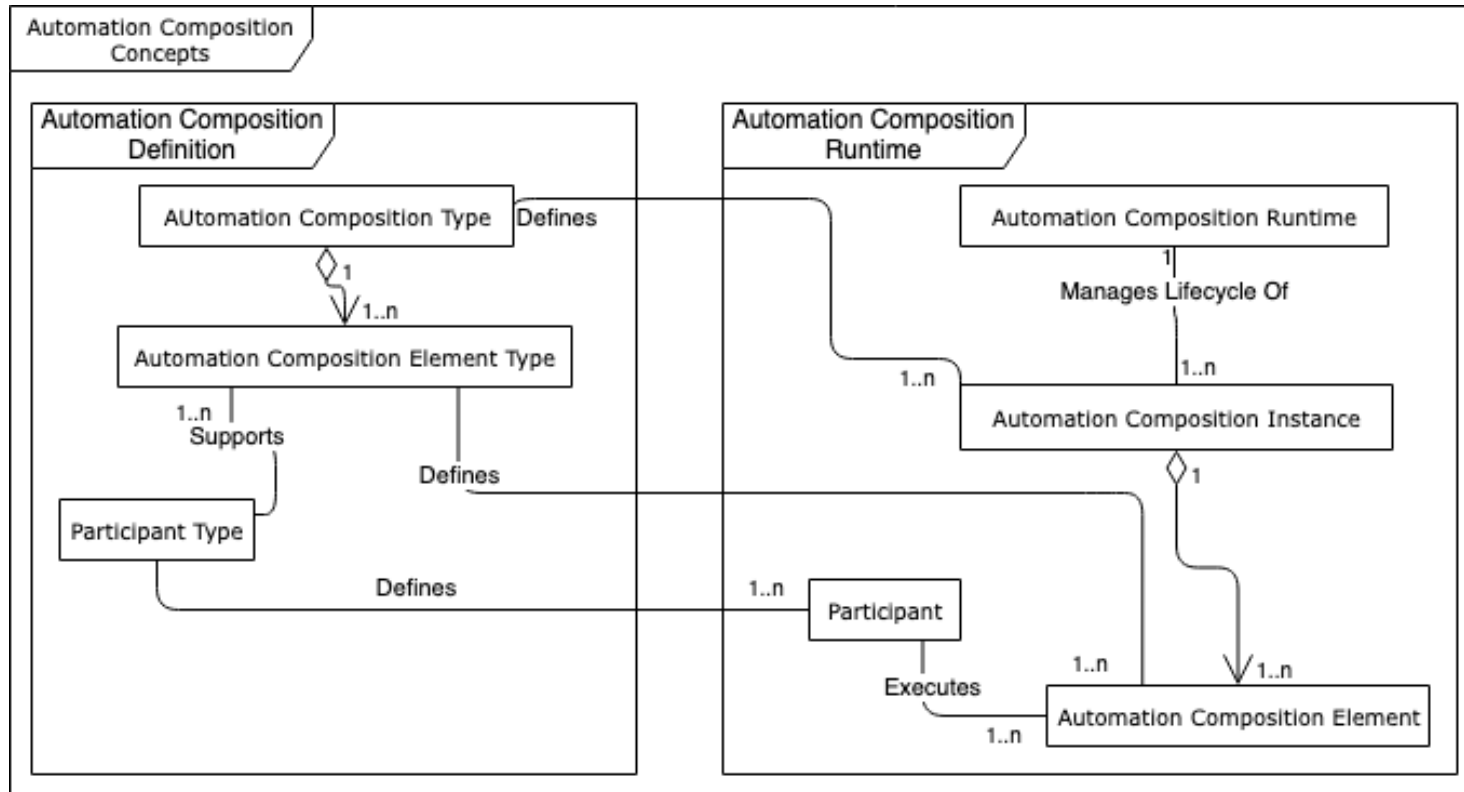 Automation Composition
Concepts
Automation Composition
Definition
Automation Composition
Runtime
AUtomation Composition Type
Defines
Automation Composition Runtime
1
1
Manages Lifecycle Of
1..n
Automation Composition Element Type
1..n
1..n
Automation Composition Instance
1..n
Supports
Defines
1
Participant Type
Defines
1..n
Participant
1..n
1..n
Executes
Automation Composition Element
1..n